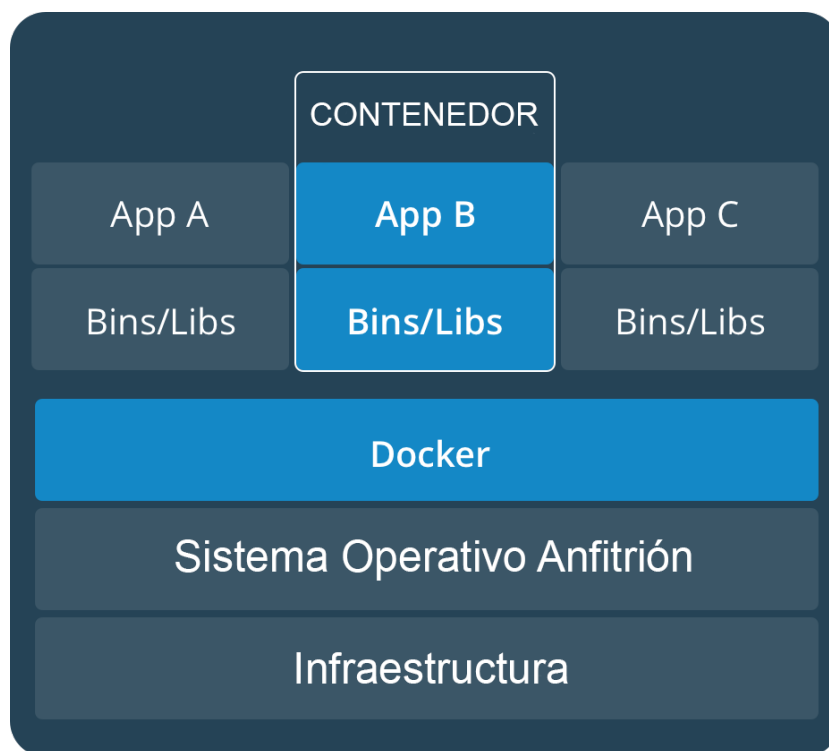 CONTENEDOR
App A
App B
App C
Bins/Libs
Bins/Libs
Bins/Libs
Docker
Sistema Operativo Anfitrión
Infraestructura